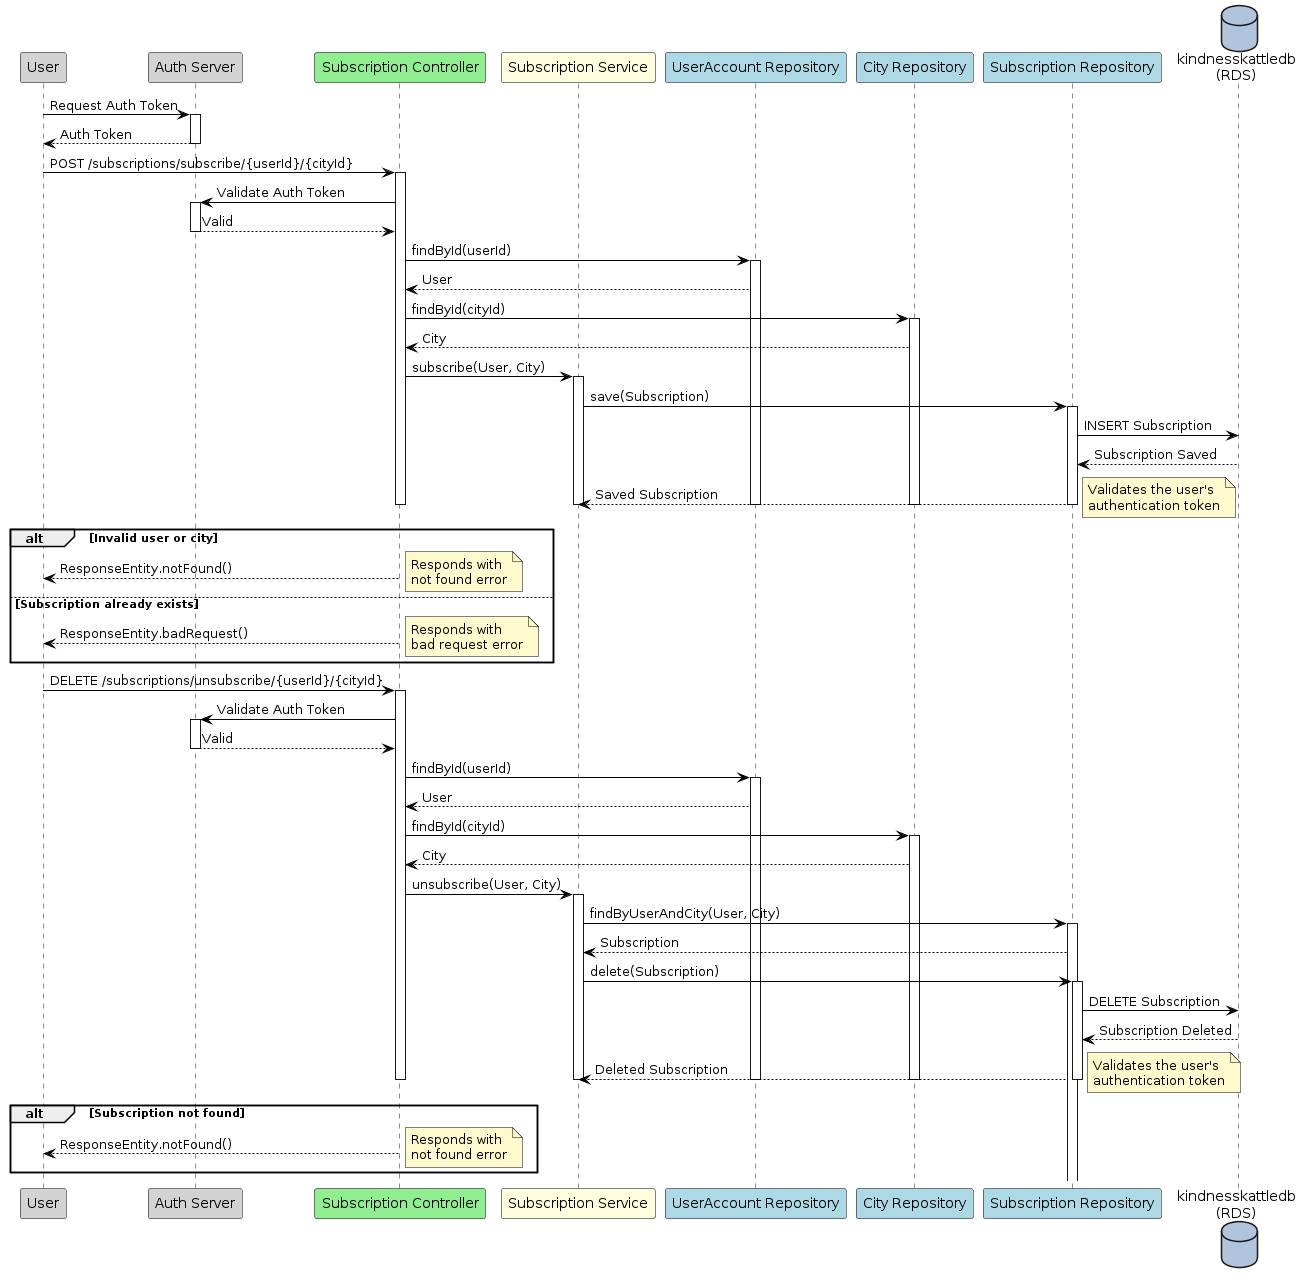 kindnesskattledb
(RDS)
User
Auth Server
Subscription Controller
Subscription Service
UserAccount Repository
City Repository
Subscription Repository
Request Auth Token
Auth Token
POST /subscriptions/subscribe/{userId}/{cityId}
Validate Auth Token
Valid
findById(userId)
User
findById(cityId)
City
subscribe(User, City)
save(Subscription)
INSERT Subscription
Subscription Saved
Saved Subscription
Validates the user's
authentication token
alt
[Invalid user or city]
ResponseEntity.notFound()
Responds with
not found error
[Subscription already exists]
ResponseEntity.badRequest()
Responds with
bad request error
DELETE /subscriptions/unsubscribe/{userId}/{cityId}
Validate Auth Token
Valid
findById(userId)
User
findById(cityId)
City
unsubscribe(User, City)
findByUserAndCity(User, City)
Subscription
delete(Subscription)
DELETE Subscription
Subscription Deleted
Deleted Subscription
Validates the user's
authentication token
alt
[Subscription not found]
ResponseEntity.notFound()
Responds with
not found error
User
Auth Server
Subscription Controller
Subscription Service
UserAccount Repository
City Repository
Subscription Repository
kindnesskattledb
(RDS)